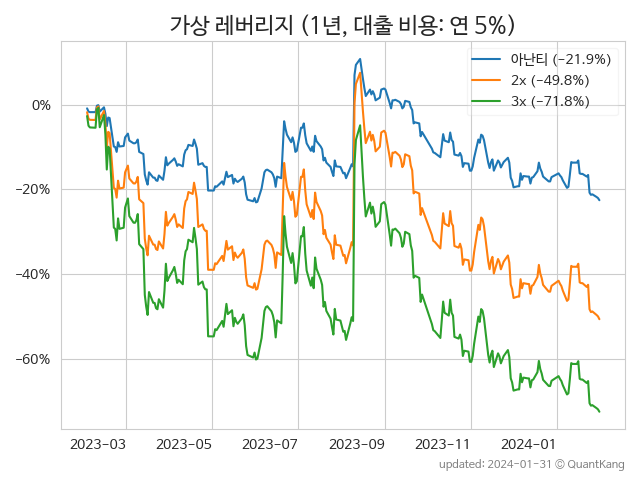 가상 레버리지 (1년, 대출 비용: 연 5%)
아난티 (−21.9%)
2x (−49.8%)
3x (−71.8%)
0%
−20%
−40%
−60%
2023-03 2023-05 2023-07 2023-09 2023-11 2024-01
updated: 2024-01-31 © QuantKang